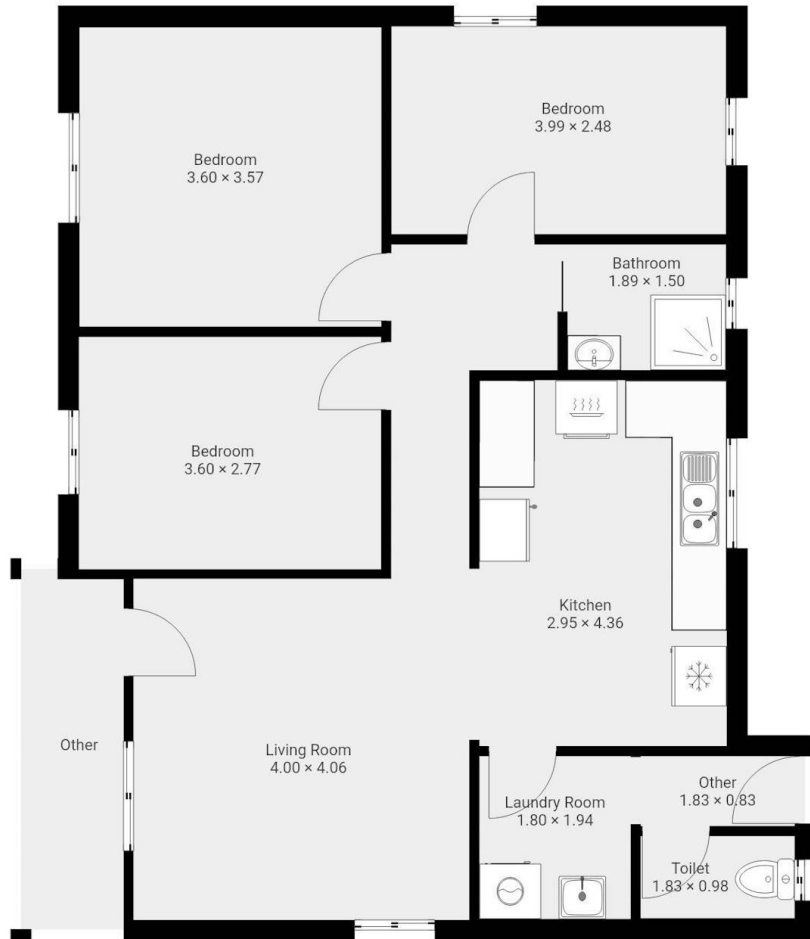 Bedroom
3.99 × 2.48
Bedroom
3.60 × 3.57
Bathroom
1.89 × 1.50
Bedroom
3.60 × 2.77
Kitchen
2.95 × 4.36
Other
Living Room
4.00 × 4.06
Other
1.83 × 0.83
Laundry Room
1.80 × 1.94
Toilet
1.83 × 0.98